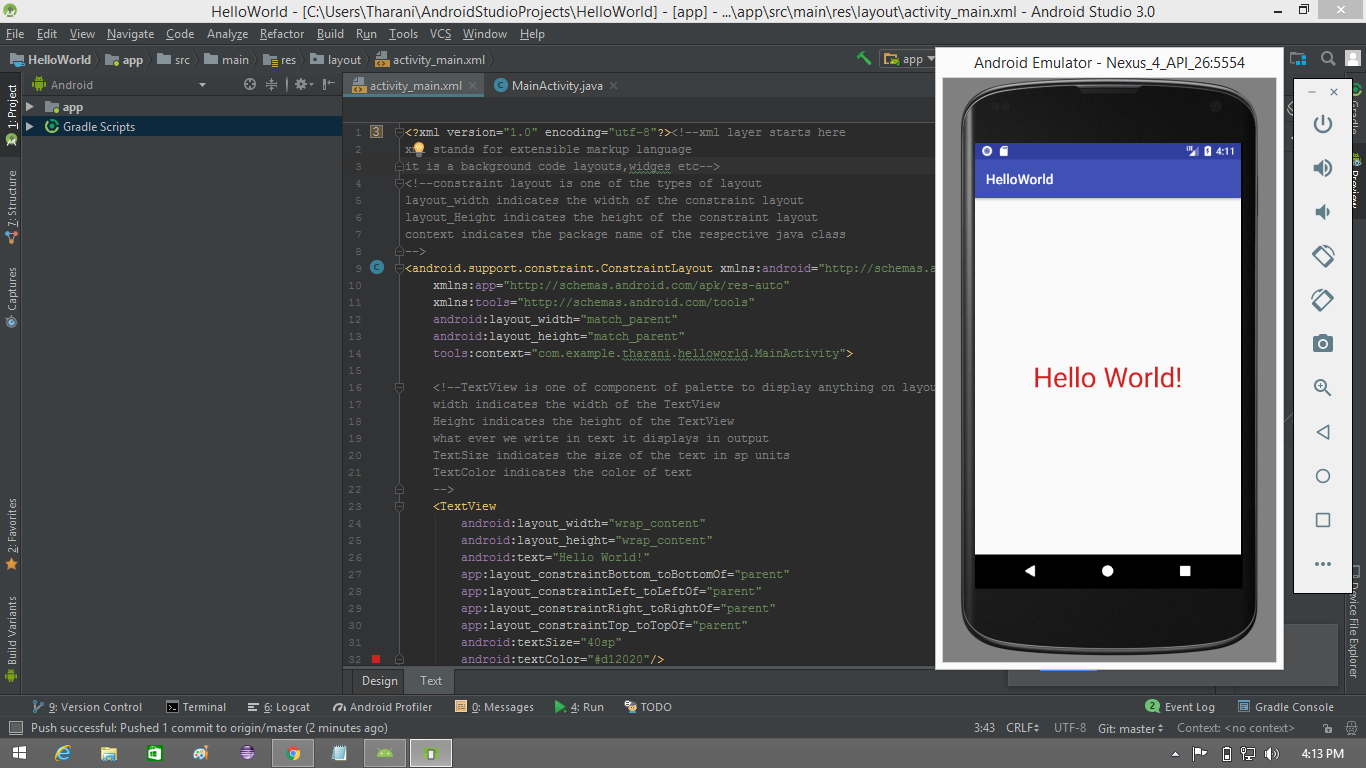 HelloWorld - [C:\Users\Tharani\AndroidStudioProjects\HelloWorld] - [app] - ...\app\src\main\res\layout\activity_main.xml - Android Studio 3.0
File Edit View Navigate Code Analyze Refactor Build Run Tools VCS Window Help
HelloWorld app src main res layout activity_main.xml app
Android
activity_main.xml MainActivity.java
app
Gradle Scripts
1: Project
7: Structure
Captures
2: Favorites
Build Variants
1 <?xml version="1.0" encoding="utf-8"?><!--xml layer starts here
2 xml stands for extensible markup language
3 it is a background code layouts,widges etc-->
4 <!--constraint layout is one of the types of layout
5 layout_width indicates the width of the constraint layout
6 layout_Height indicates the height of the constraint layout
7 context indicates the package name of the respective java class
8 -->
9 <android.support.constraint.ConstraintLayout xmlns:android="http://schemas.a
10 xmlns:app="http://schemas.android.com/apk/res-auto"
11 xmlns:tools="http://schemas.android.com/tools"
12 android:layout_width="match_parent"
13 android:layout_height="match_parent"
14 tools:context="com.example.tharani.helloworld.MainActivity">
15
16 <!--TextView is one of component of palette to display anything on layou
17 width indicates the width of the TextView
18 Height indicates the height of the TextView
19 what ever we write in text it displays in output
20 TextSize indicates the size of the text in sp units
21 TextColor indicates the color of text
22 -->
23 <TextView
24 android:layout_width="wrap_content"
25 android:layout_height="wrap_content"
26 android:text="Hello World!"
27 app:layout_constraintBottom_toBottomOf="parent"
28 app:layout_constraintLeft_toLeftOf="parent"
29 app:layout_constraintRight_toRightOf="parent"
30 app:layout_constraintTop_toTopOf="parent"
31 android:textSize="40sp"
32 android:textColor="#d12020"/>
3
Design Text
Android Emulator - Nexus_4_API_26:5554
4:11
HelloWorld
Hello World!
Preview
Device File Explorer
9: Version Control Terminal 6: Logcat Android Profiler 0: Messages 4: Run TODO 2 Event Log Gradle Console
Push successful: Pushed 1 commit to origin/master (2 minutes ago) 3:43 CRLF UTF-8 Git: master Context: <no context>
4:13 PM